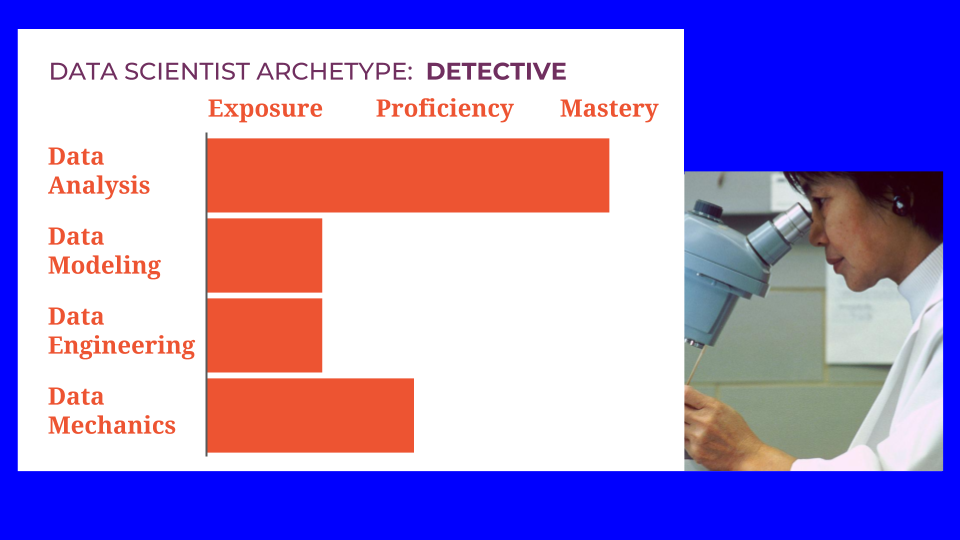 DATA SCIENTIST ARCHETYPE: DETECTIVE
Exposure Proficiency Mastery
Data
Analysis
Data
Modeling
Data
Engineering
Data
Mechanics